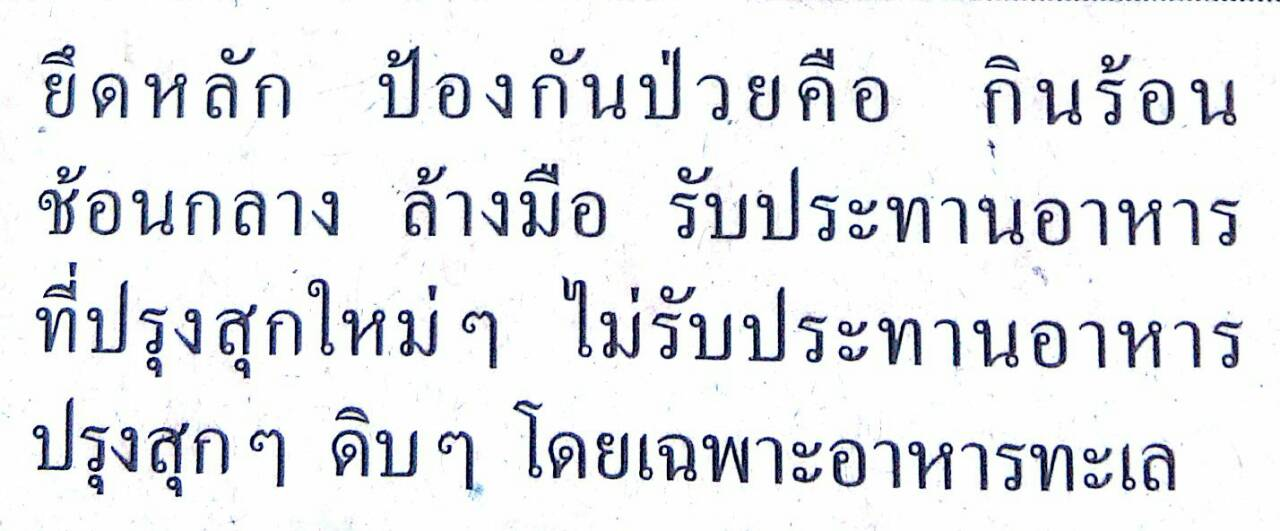 ยึดหลัก ป้องกันป่วยคือ กินร้อน
ช้อนกลาง ล้างมือ รับประทานอาหาร
ที่ปรุงสุกใหม่ๆ ไม่รับประทานอาหาร
ปรุงสุกๆ ดิบๆ โดยเฉพาะอาหารทะเล